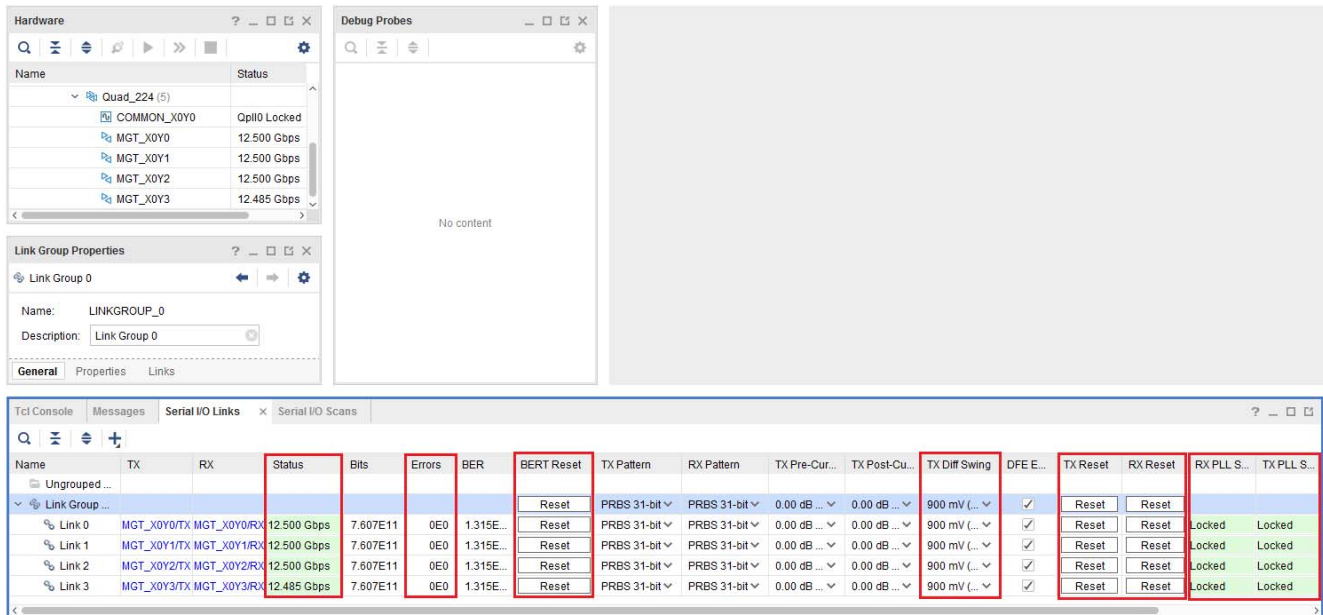 Hardware
Name Status
Quad_224 (5)
COMMON_X0Y0 Qpll0 Locked
MGT_X0Y0 12.500 Gbps
MGT_X0Y1 12.500 Gbps
MGT_X0Y2 12.500 Gbps
MGT_X0Y3 12.485 Gbps
Link Group Properties
Link Group 0
Name: LINKGROUP_0
Description: Link Group 0
General Properties Links
Debug Probes
No content
Tcl Console Messages Serial I/O Links Serial I/O Scans
Name TX RX Status Bits Errors BER BERT Reset TX Pattern RX Pattern TX Pre-Cur... TX Post-Cu... TX Diff Swing DFE E... TX Reset RX Reset RX PLL S... TX PLL S...
Ungrouped ...
Link Group ... Reset PRBS 31-bit PRBS 31-bit 0.00 dB ... 0.00 dB ... 900 mV (... Reset Reset
Link 0 MGT_X0Y0/TX MGT_X0Y0/RX 12.500 Gbps 7.607E11 0E0 1.315E... Reset PRBS 31-bit PRBS 31-bit 0.00 dB ... 0.00 dB ... 900 mV (... Reset Reset Locked Locked
Link 1 MGT_X0Y1/TX MGT_X0Y1/RX 12.500 Gbps 7.607E11 0E0 1.315E... Reset PRBS 31-bit PRBS 31-bit 0.00 dB ... 0.00 dB ... 900 mV (... Reset Reset Locked Locked
Link 2 MGT_X0Y2/TX MGT_X0Y2/RX 12.500 Gbps 7.607E11 0E0 1.315E... Reset PRBS 31-bit PRBS 31-bit 0.00 dB ... 0.00 dB ... 900 mV (... Reset Reset Locked Locked
Link 3 MGT_X0Y3/TX MGT_X0Y3/RX 12.485 Gbps 7.607E11 0E0 1.315E... Reset PRBS 31-bit PRBS 31-bit 0.00 dB ... 0.00 dB ... 900 mV (... Reset Reset Locked Locked